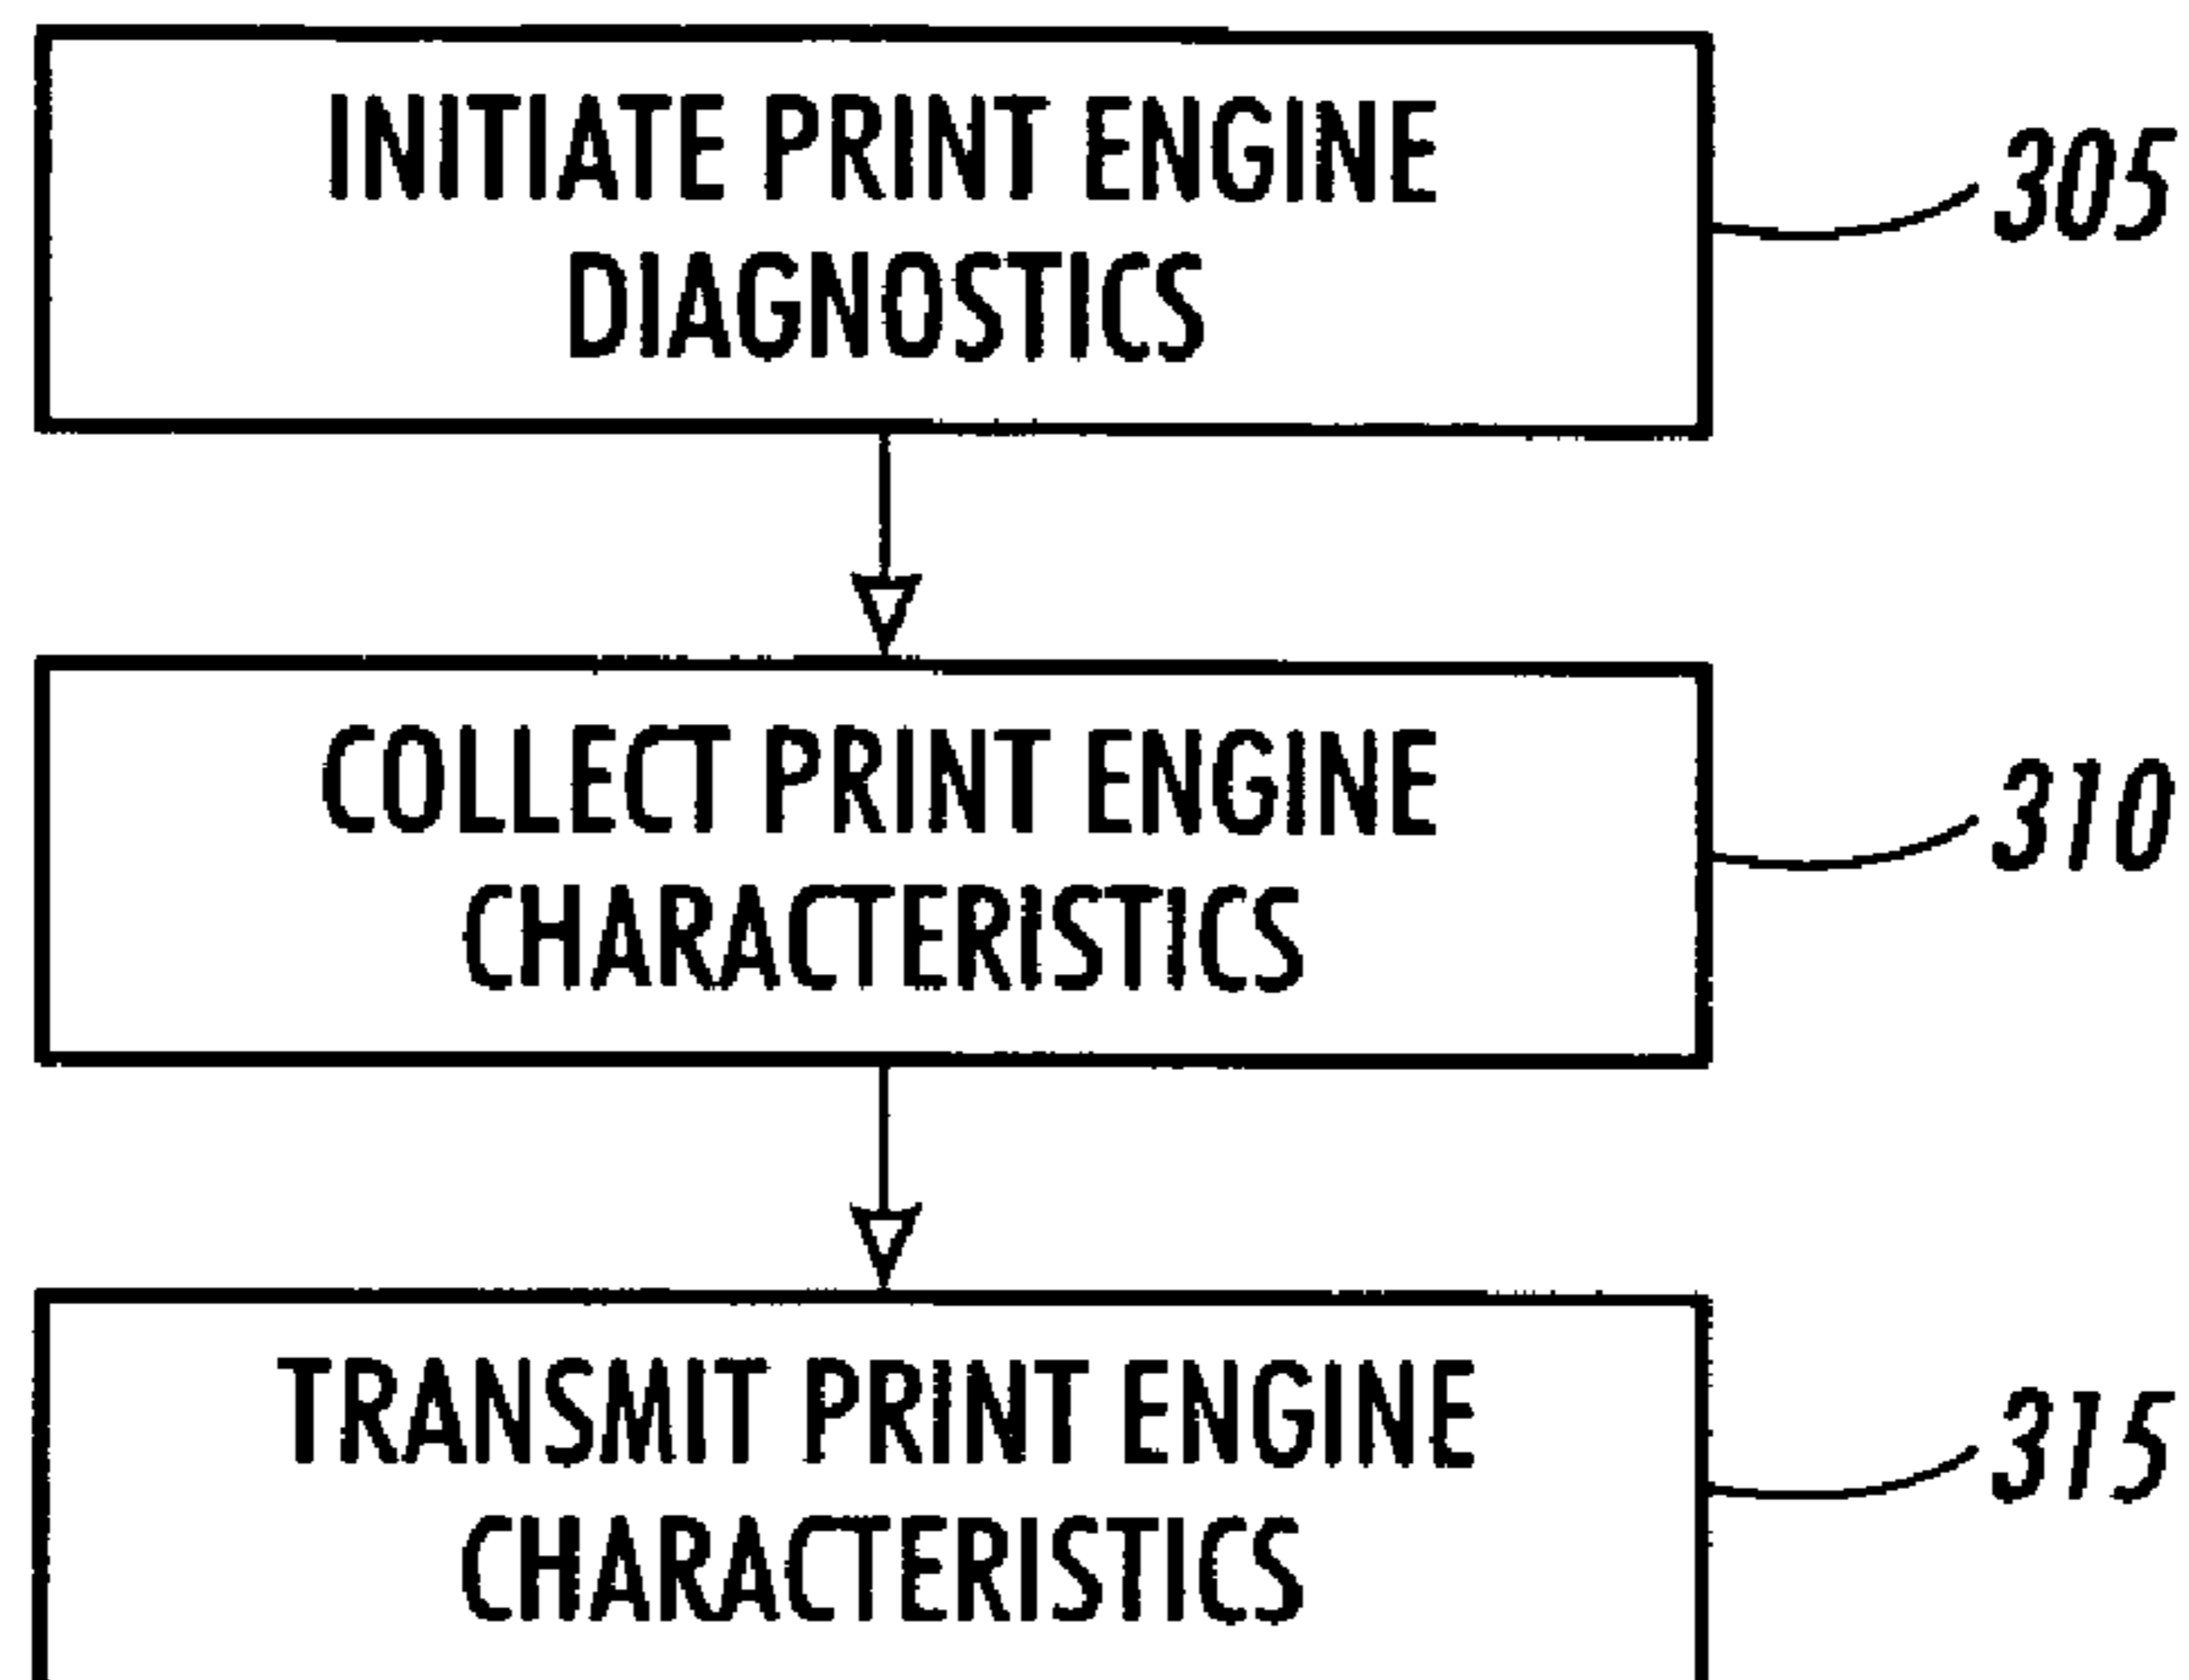 INITIATE PRINT ENGINE
DIAGNOSTICS
305
COLLECT PRINT ENGINE
CHARACTERISTICS
310
TRANSMIT PRINT ENGINE
CHARACTERISTICS
315